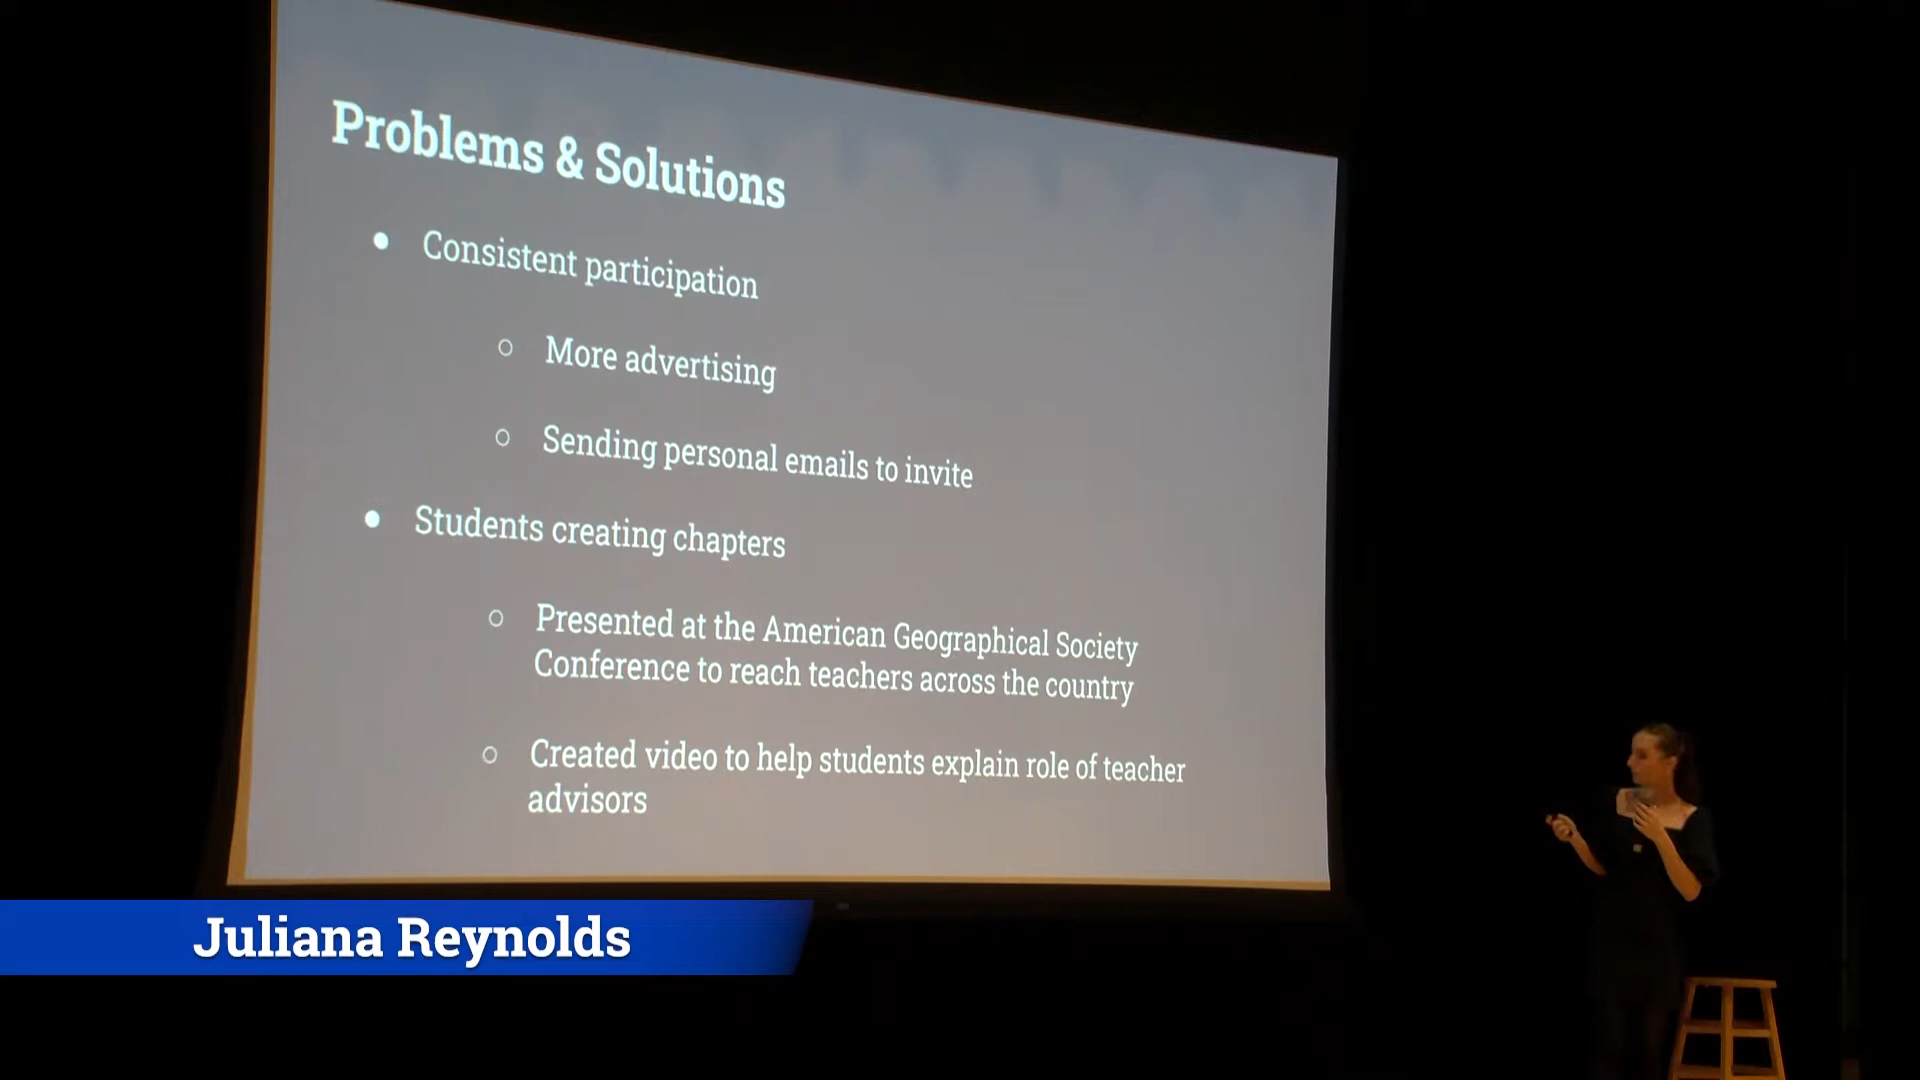 Problems & Solutions
● Consistent participation
○ More advertising
○ Sending personal emails to invite
● Students creating chapters
○ Presented at the American Geographical Society
Conference to reach teachers across the country
○ Created video to help students explain role of teacher
advisors
Juliana Reynolds